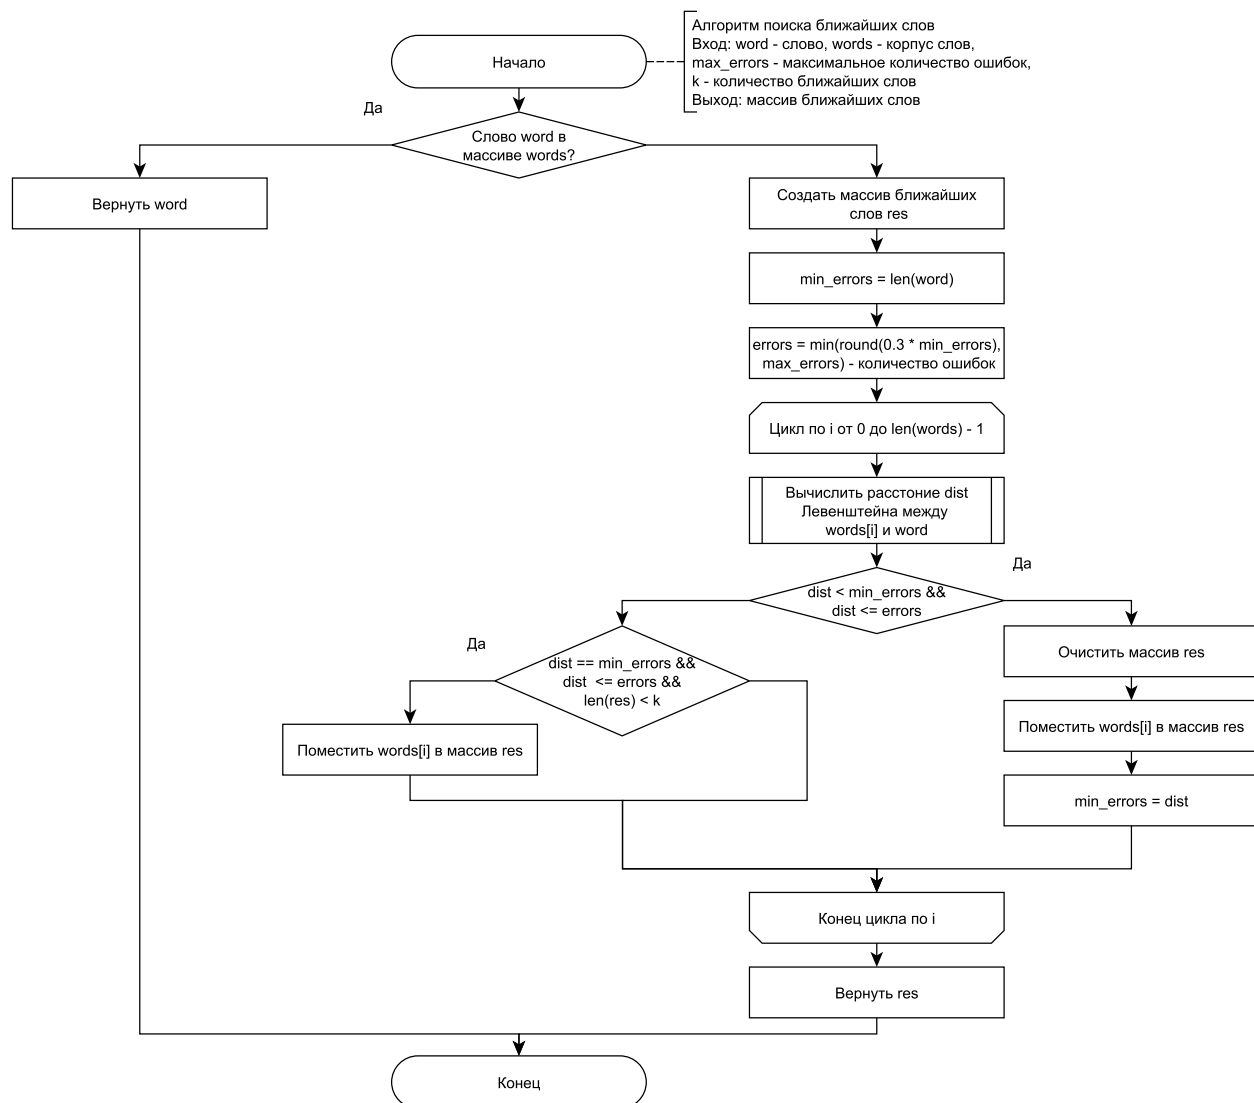 Начало
Алгоритм поиска ближайших слов
Вход: word - слово, words - корпус слов,
max_errors - максимальное количество ошибок,
k - количество ближайших слов
Выход: массив ближайших слов
Да
Слово word в
массиве words?
Вернуть word
Создать массив ближайших
слов res
min_errors = len(word)
errors = min(round(0.3 * min_errors),
max_errors) - количество ошибок
Цикл по i от 0 до len(words) - 1
Вычислить расстоние dist
Левенштейна между
words[i] и word
Да
dist < min_errors &&
dist <= errors
Да
dist == min_errors &&
dist <= errors &&
len(res) < k
Очистить массив res
Поместить words[i] в массив res
Поместить words[i] в массив res
min_errors = dist
Конец цикла по i
Вернуть res
Конец